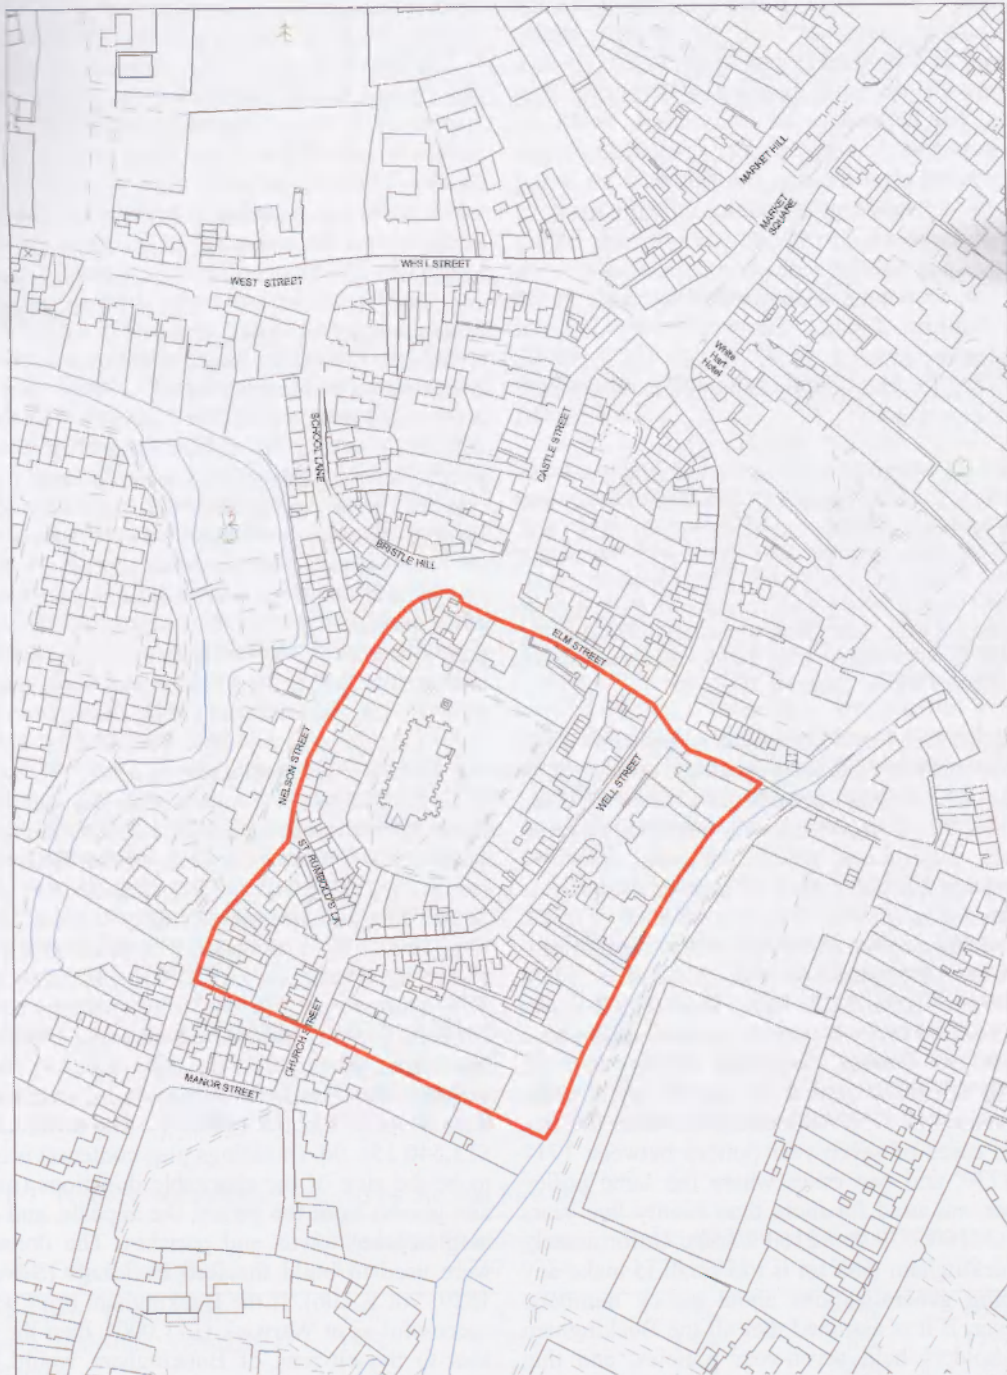 MARKET HILL
MARKET
SQUARE
WEST STREET
WEST STREET
White
Hart
Hotel
SCHOOL LANE
CASTLE STREET
BRISTLE HILL
ELM STREET
NELSON STREET
WELL STREET
ST RUMBOLD'S LA
CHURCH STREET
MANOR STREET